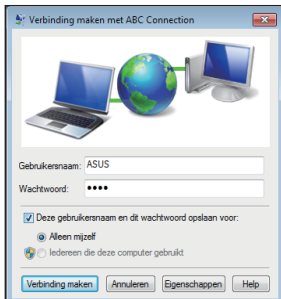 Verbinding maken met ABC Connection
Gebruikersnaam: ASUS
Wachtwoord: ••••
Deze gebruikersnaam en dit wachtwoord opslaan voor:
Alleen mijzelf
Iedereen die deze computer gebruikt
Verbinding maken Annuleren Eigenschappen Help